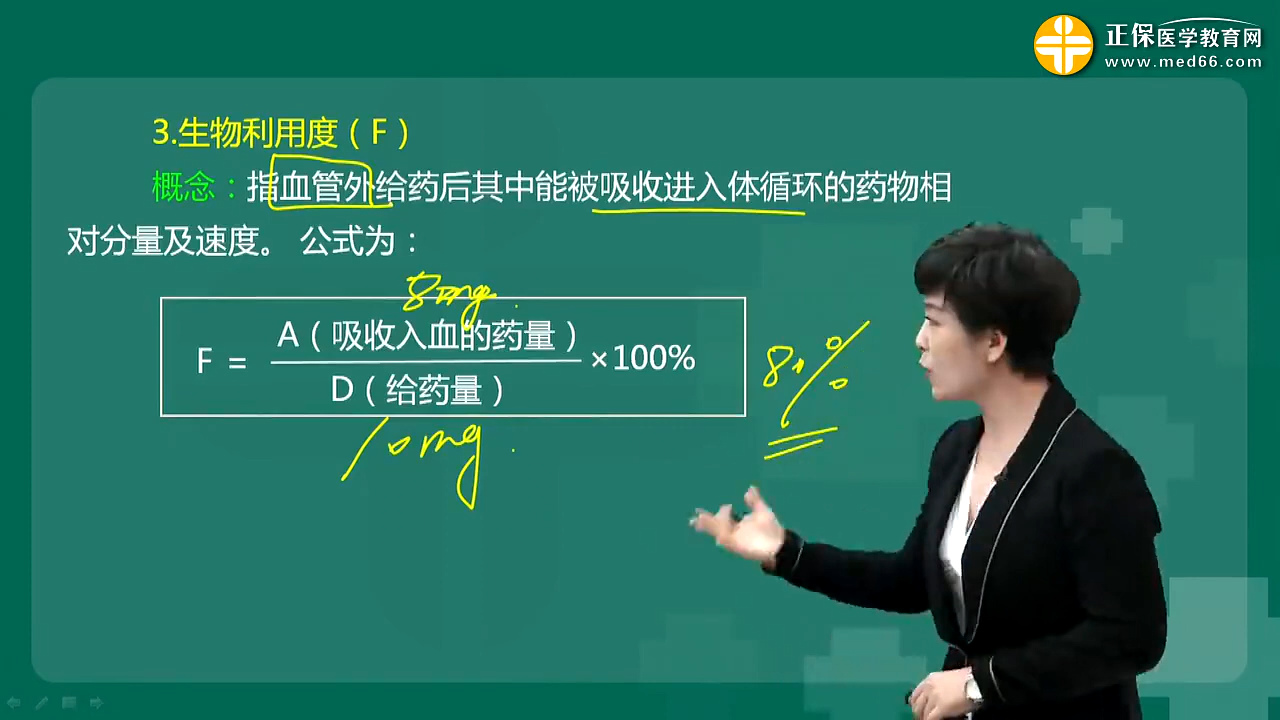 正保医学教育网
www.med66.com
3.生物利用度（F）
概念：指血管外给药后其中能被吸收进入体循环的药物相
对分量及速度。 公式为：
8mg
A（吸收入血的药量）
F = ×100%
D（给药量）
80%
10mg